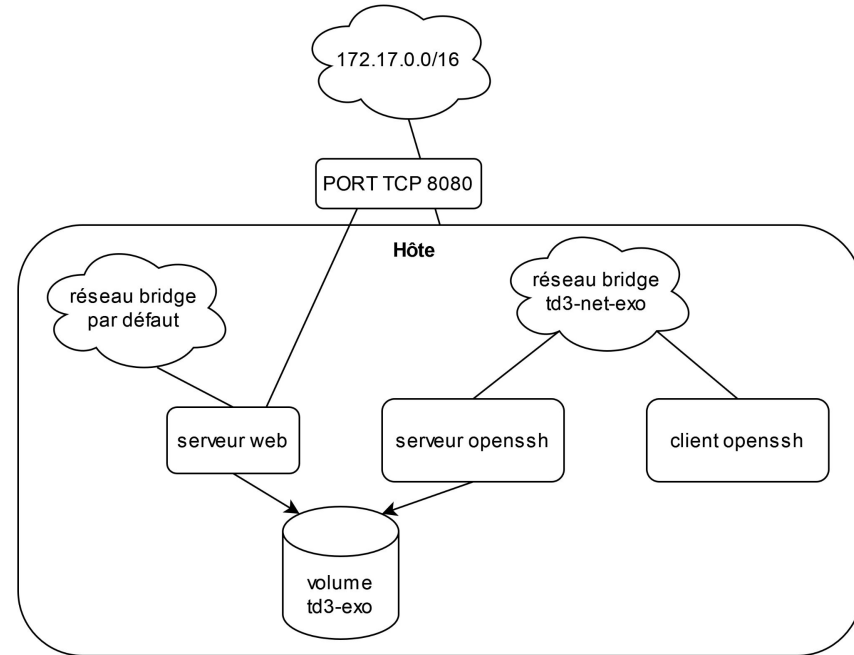 172.17.0.0/16
PORT TCP 8080
Hôte
réseau bridge
par défaut
réseau bridge
td3-net-exo
serveur web
serveur openssh
client openssh
volume
td3-exo